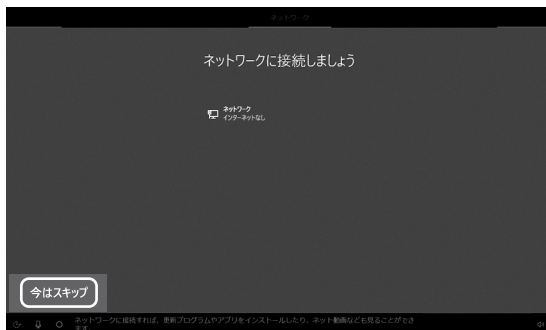 ネットワーク
ネットワークに接続しましょう
ネットワーク
インターネットなし
今はスキップ
ネットワークに接続すれば、更新プログラムやアプリをインストールしたり、ネット動画なども見ることができ
ます